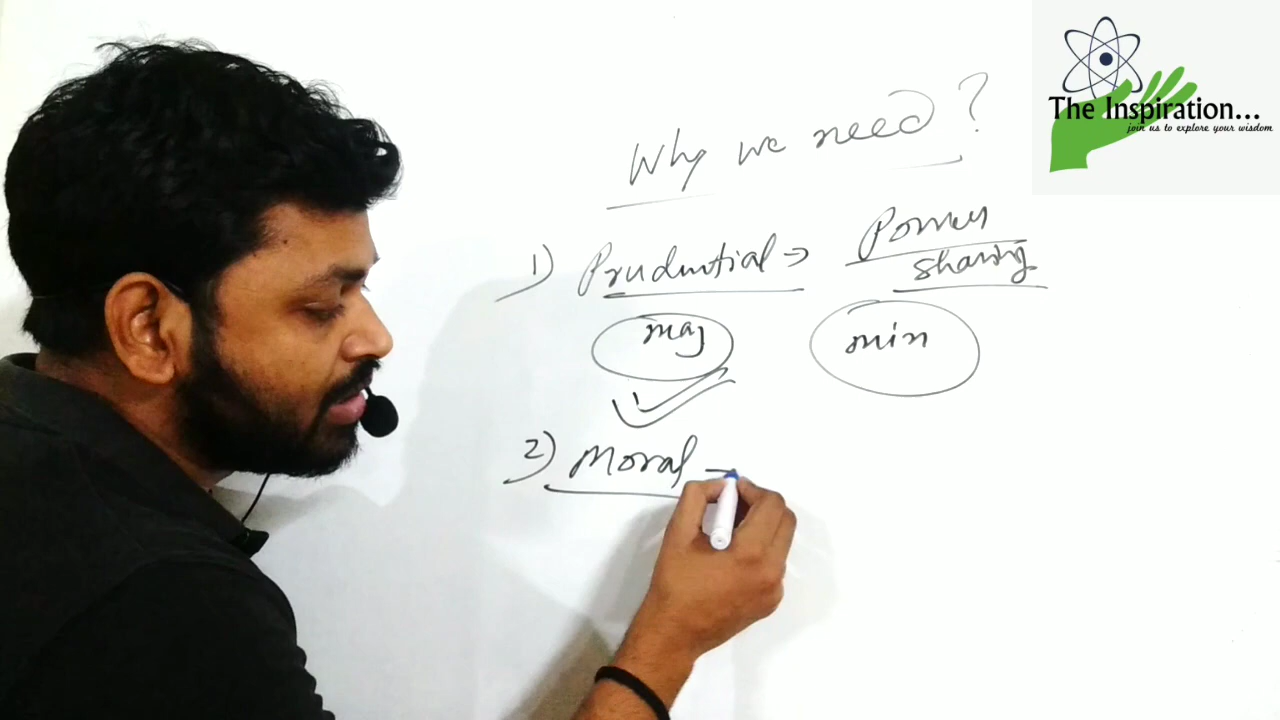 The Inspiration...
join us to explore your wisdom
Why we need?
1) Prudential → Power
sharing
maj min
2) Moral -